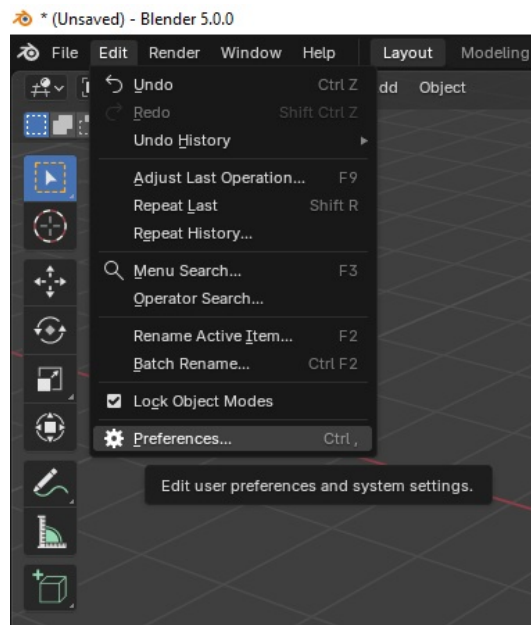 * (Unsaved) - Blender 5.0.0
File Edit Render Window Help Layout Modeling
dd Object
Undo Ctrl Z
Redo Shift Ctrl Z
Undo History
Adjust Last Operation... F9
Repeat Last Shift R
Repeat History...
Menu Search... F3
Operator Search...
Rename Active Item... F2
Batch Rename... Ctrl F2
Lock Object Modes
Preferences... Ctrl ,
Edit user preferences and system settings.